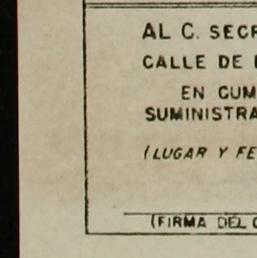 AL C. SECR
CALLE DE
EN CUM
SUMINISTRA
(LUGAR Y FE
(FIRMA DEL